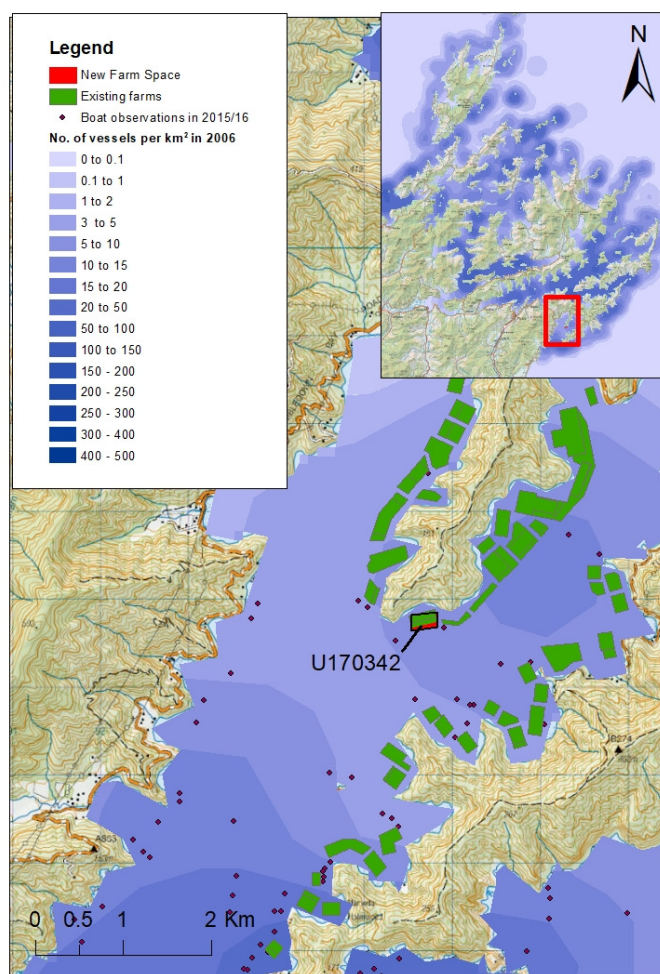 Legend
New Farm Space
Existing farms
Boat observations in 2015/16
No. of vessels per km² in 2006
0 to 0.1
0.1 to 1
1 to 2
3 to 5
5 to 10
10 to 15
15 to 20
20 to 50
50 to 100
100 to 150
150 - 200
200 - 250
250 - 300
300 - 400
400 - 500
N
U170342
0 0.5 1 2 Km